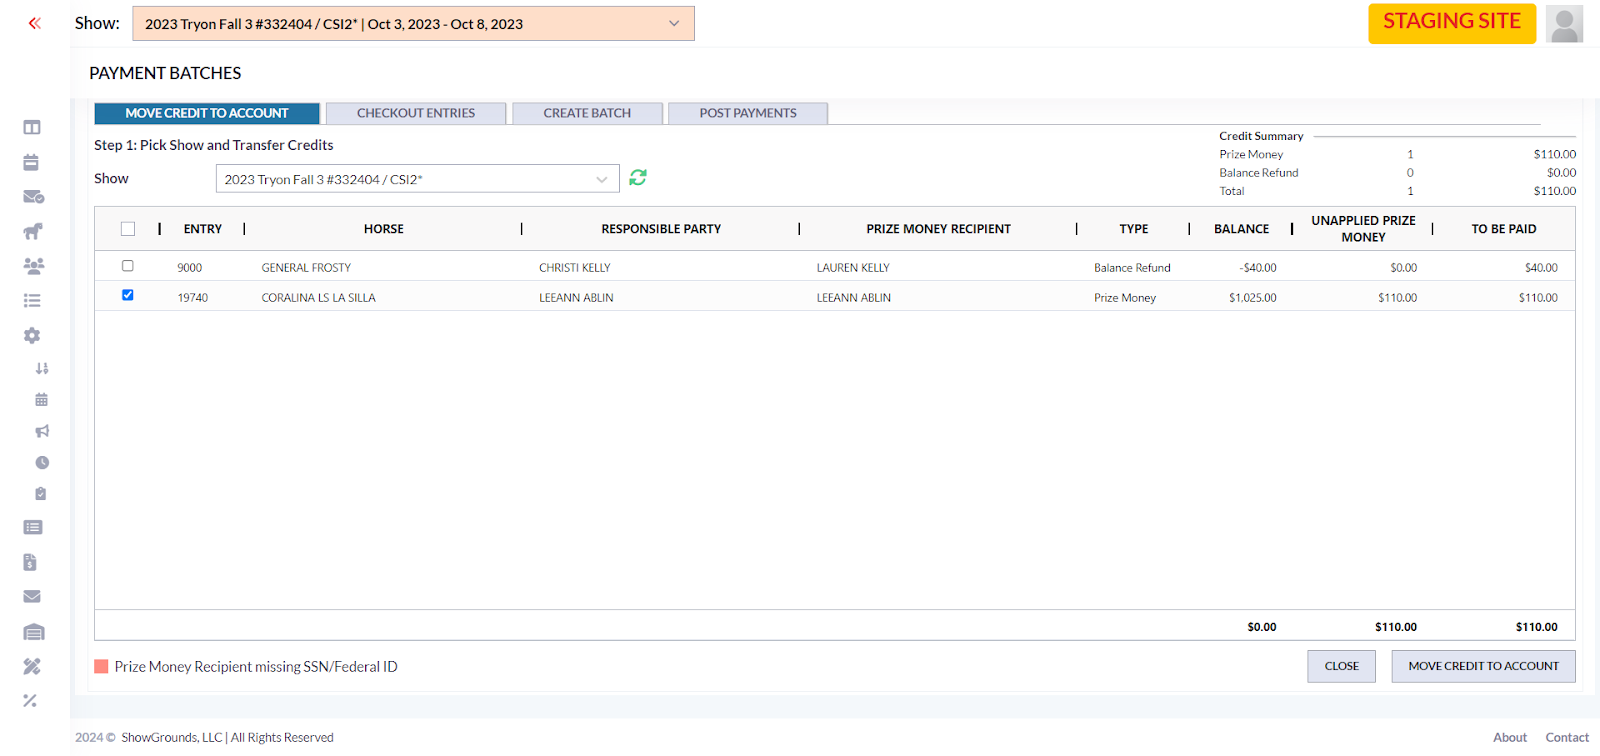 Show: 2023 Tryon Fall 3 #332404 / CSI2* | Oct 3, 2023 - Oct 8, 2023 STAGING SITE
PAYMENT BATCHES
MOVE CREDIT TO ACCOUNT CHECKOUT ENTRIES CREATE BATCH POST PAYMENTS
Step 1: Pick Show and Transfer Credits
Show 2023 Tryon Fall 3 #332404 / CSI2*
Credit Summary
Prize Money 1 $110.00
Balance Refund 0 $0.00
Total 1 $110.00
ENTRY HORSE RESPONSIBLE PARTY PRIZE MONEY RECIPIENT TYPE BALANCE UNAPPLIED PRIZE MONEY TO BE PAID
9000 GENERAL FROSTY CHRISTI KELLY LAUREN KELLY Balance Refund -$40.00 $0.00 $40.00
19740 CORALINA LS LA SILLA LEEANN ABLIN LEEANN ABLIN Prize Money $1,025.00 $110.00 $110.00
$0.00 $110.00 $110.00
Prize Money Recipient missing SSN/Federal ID CLOSE MOVE CREDIT TO ACCOUNT
2024 © ShowGrounds, LLC | All Rights Reserved About Contact